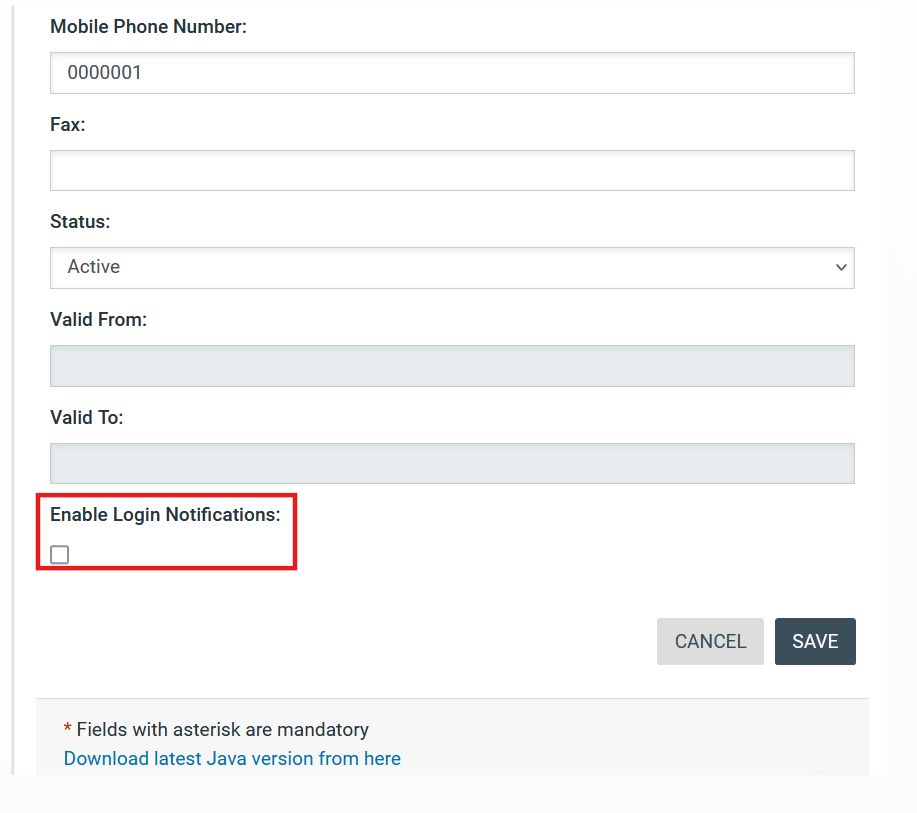 Mobile Phone Number:
0000001
Fax:
Status:
Active
Valid From:
Valid To:
Enable Login Notifications:
CANCEL SAVE
* Fields with asterisk are mandatory
Download latest Java version from here